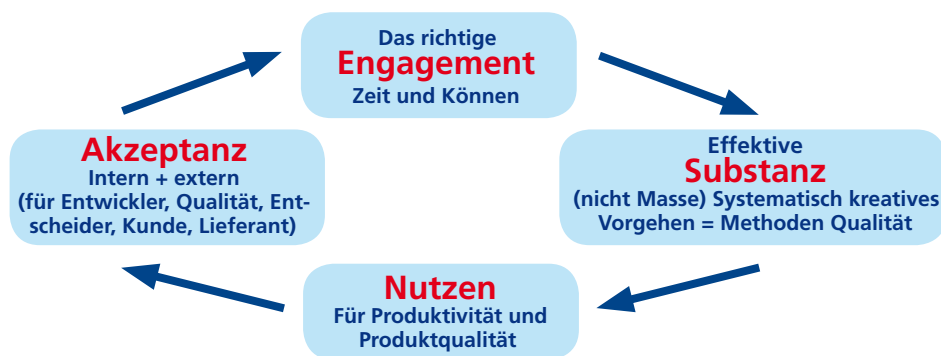 Das richtige
Engagement
Zeit und Können
Akzeptanz
Intern + extern
(für Entwickler, Qualität, Ent-
scheider, Kunde, Lieferant)
Effektive
Substanz
(nicht Masse) Systematisch kreatives
Vorgehen = Methoden Qualität
Nutzen
Für Produktivität und
Produktqualität